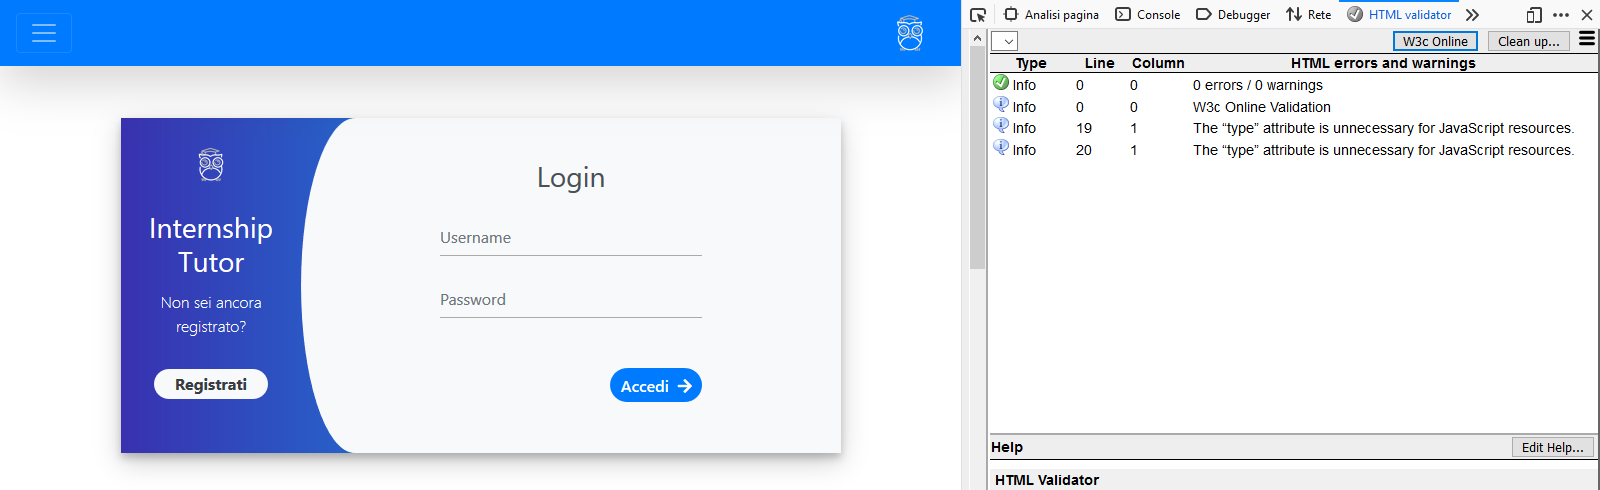 Analisi pagina Console Debugger Rete HTML validator
W3c Online Clean up...
Type Line Column HTML errors and warnings
Info 0 0 0 errors / 0 warnings
Info 0 0 W3c Online Validation
Info 19 1 The “type” attribute is unnecessary for JavaScript resources.
Info 20 1 The “type” attribute is unnecessary for JavaScript resources.
Internship
Tutor
Non sei ancora
registrato?
Registrati
Login
Username
Password
Accedi
Help Edit Help...
HTML Validator